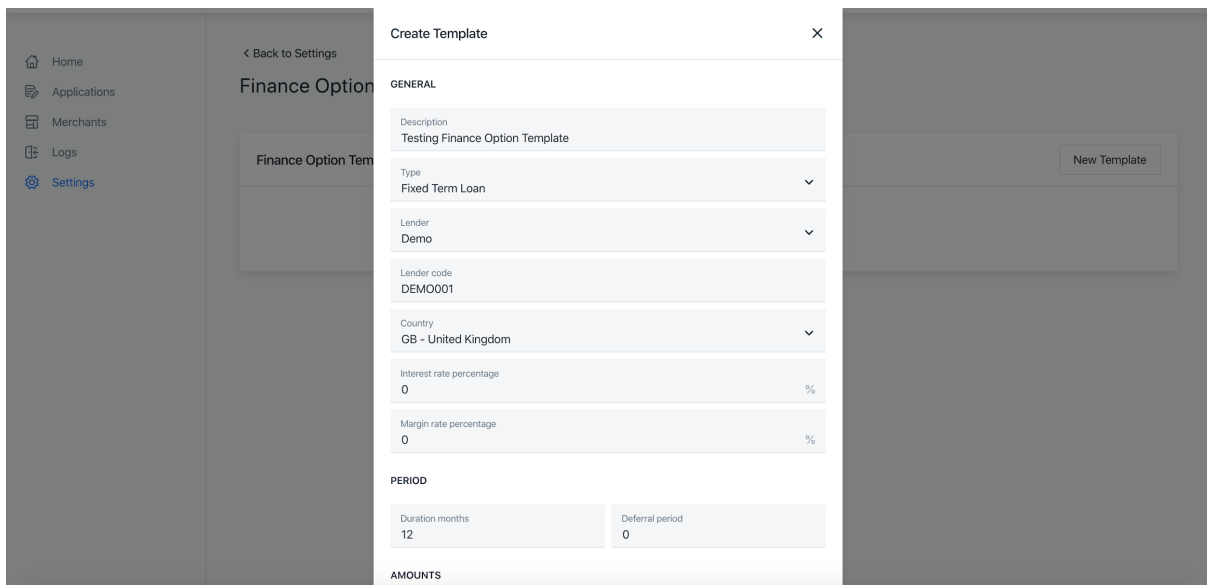 Home
Applications
Merchants
Logs
Settings
Back to Settings
Finance Option
Finance Option Tem
New Template
Create Template
GENERAL
Description
Testing Finance Option Template
Type
Fixed Term Loan
Lender
Demo
Lender code
DEMO001
Country
GB - United Kingdom
Interest rate percentage
0 %
Margin rate percentage
0 %
PERIOD
Duration months
12
Deferral period
0
AMOUNTS